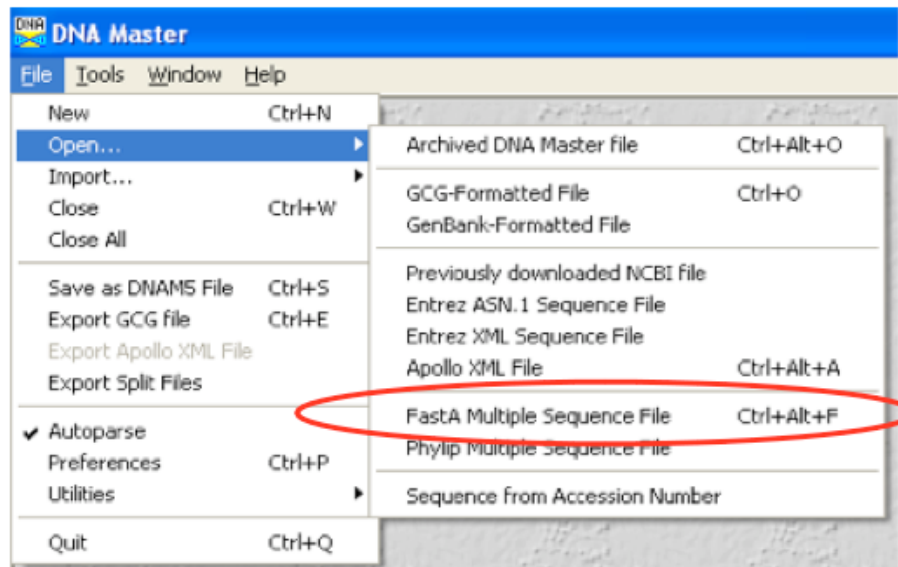 DNA Master
File Tools Window Help
New Ctrl+N
Open...
Import...
Close Ctrl+W
Close All
Save as DNAM5 File Ctrl+S
Export GCG file Ctrl+E
Export Apollo XML File
Export Split Files
Autoparse
Preferences Ctrl+P
Utilities
Quit Ctrl+Q
Archived DNA Master file Ctrl+Alt+O
GCG-Formatted File Ctrl+O
GenBank-Formatted File
Previously downloaded NCBI file
Entrez ASN.1 Sequence File
Entrez XML Sequence File
Apollo XML File Ctrl+Alt+A
FastA Multiple Sequence File Ctrl+Alt+F
Phylip Multiple Sequence File
Sequence from Accession Number